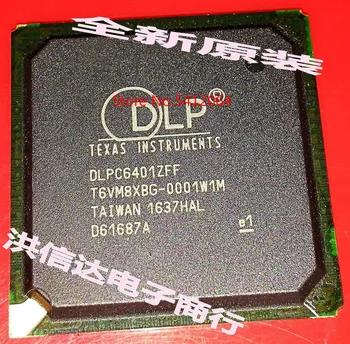 全新原装
Store No: 5412064
DLP®
TEXAS INSTRUMENTS
DLPC6401ZFF
T6VM8XBG-0001W1M
TAIWAN 1637HAL
D61687A e1
洪信达电子商行